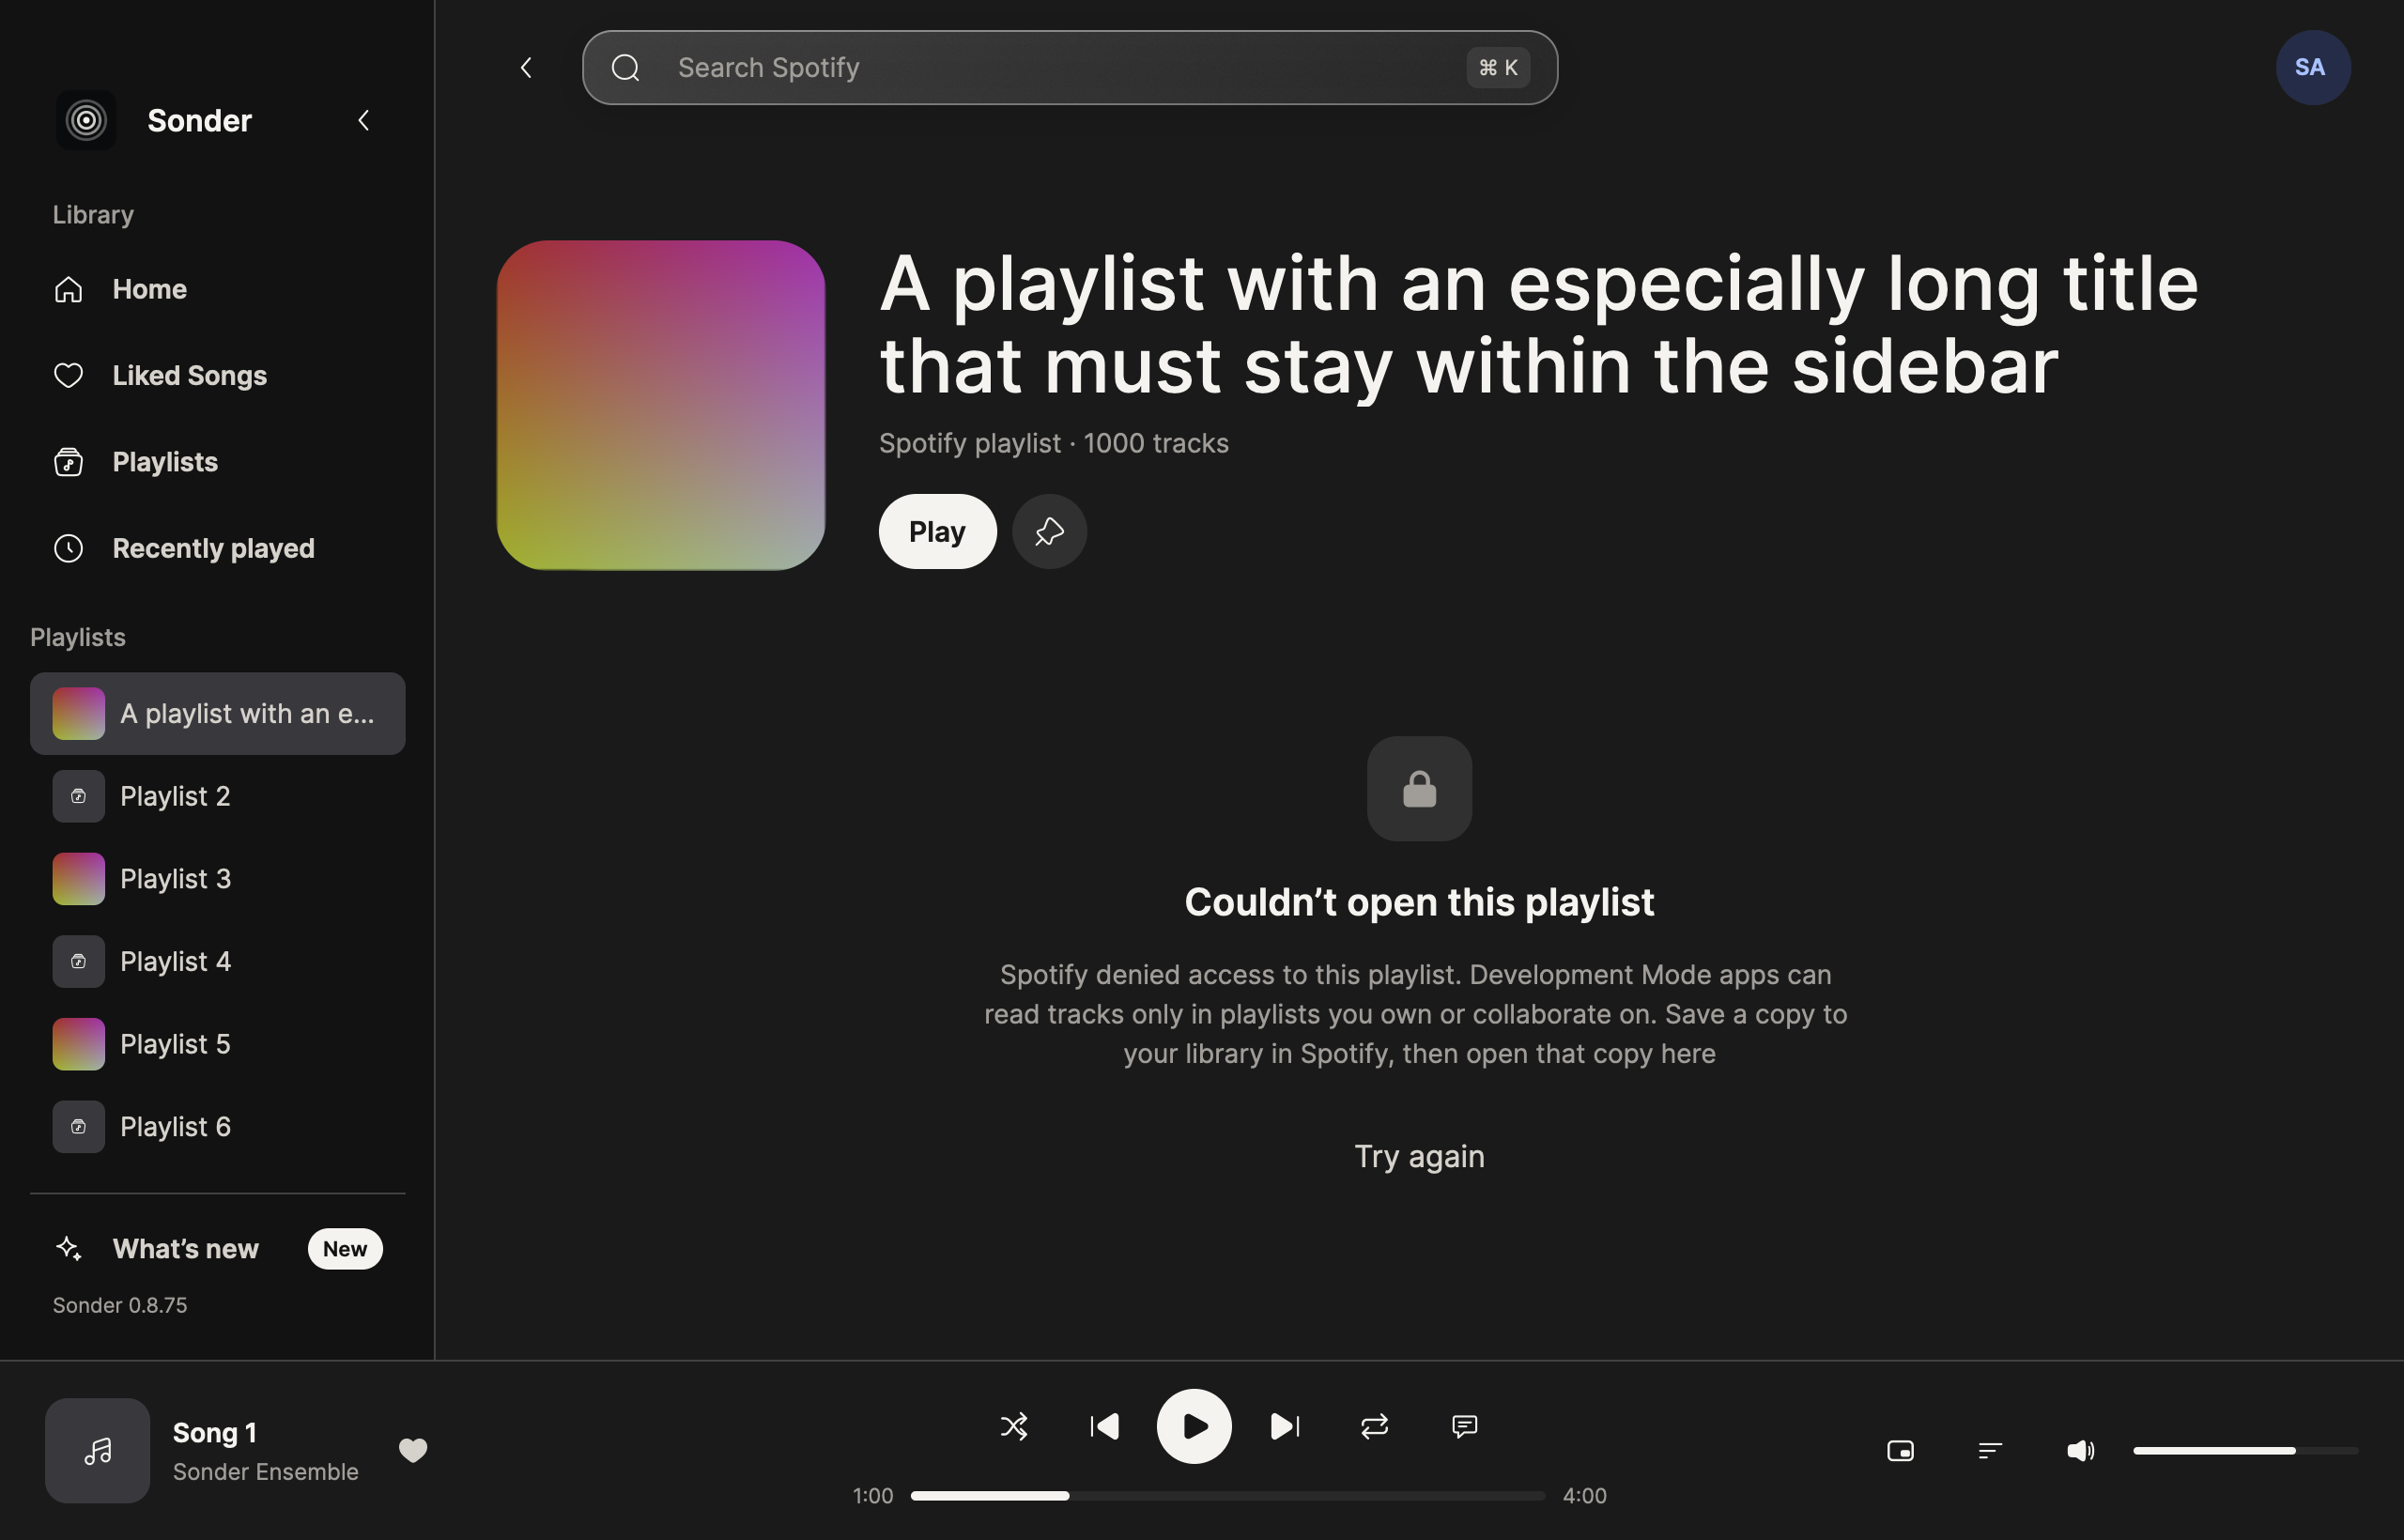 Sonder
Library
Home
Liked Songs
Playlists
Recently played
Playlists
A playlist with an e...
Playlist 2
Playlist 3
Playlist 4
Playlist 5
Playlist 6
What’s new
New
Sonder 0.8.75
Search Spotify
⌘ K
SA
A playlist with an especially long title
that must stay within the sidebar
Spotify playlist · 1000 tracks
Play
Couldn’t open this playlist
Spotify denied access to this playlist. Development Mode apps can
read tracks only in playlists you own or collaborate on. Save a copy to
your library in Spotify, then open that copy here
Try again
Song 1
Sonder Ensemble
1:00
4:00